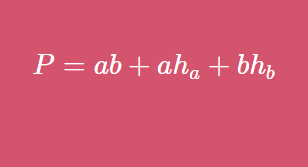 P = ab + ah_a + bh_b